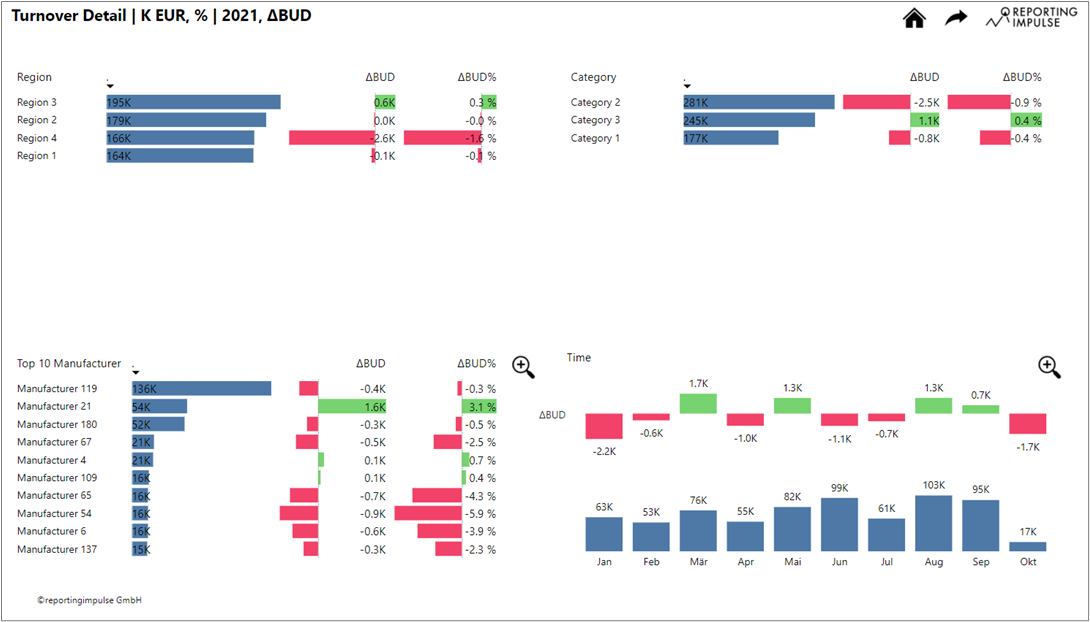 Turnover Detail | K EUR, % | 2021, ΔBUD
REPORTING
IMPULSE
Region . ΔBUD ΔBUD%
Region 3 195K 0.6K 0.3 %
Region 2 179K 0.0K -0.0 %
Region 4 166K -2.6K -1.6 %
Region 1 164K -0.1K -0.1 %
Category . ΔBUD ΔBUD%
Category 2 281K -2.5K -0.9 %
Category 3 245K 1.1K 0.4 %
Category 1 177K -0.8K -0.4 %
Top 10 Manufacturer . ΔBUD ΔBUD%
Manufacturer 119 136K -0.4K -0.3 %
Manufacturer 21 54K 1.6K 3.1 %
Manufacturer 180 52K -0.3K -0.5 %
Manufacturer 67 21K -0.5K -2.5 %
Manufacturer 4 21K 0.1K 0.7 %
Manufacturer 109 16K 0.1K 0.4 %
Manufacturer 65 16K -0.7K -4.3 %
Manufacturer 54 16K -0.9K -5.9 %
Manufacturer 6 16K -0.6K -3.9 %
Manufacturer 137 15K -0.3K -2.3 %
Time
ΔBUD
-2.2K -0.6K 1.7K -1.0K 1.3K -1.1K -0.7K 1.3K 0.7K -1.7K
63K 53K 76K 55K 82K 99K 61K 103K 95K 17K
Jan Feb Mär Apr Mai Jun Jul Aug Sep Okt
©reportingimpulse GmbH